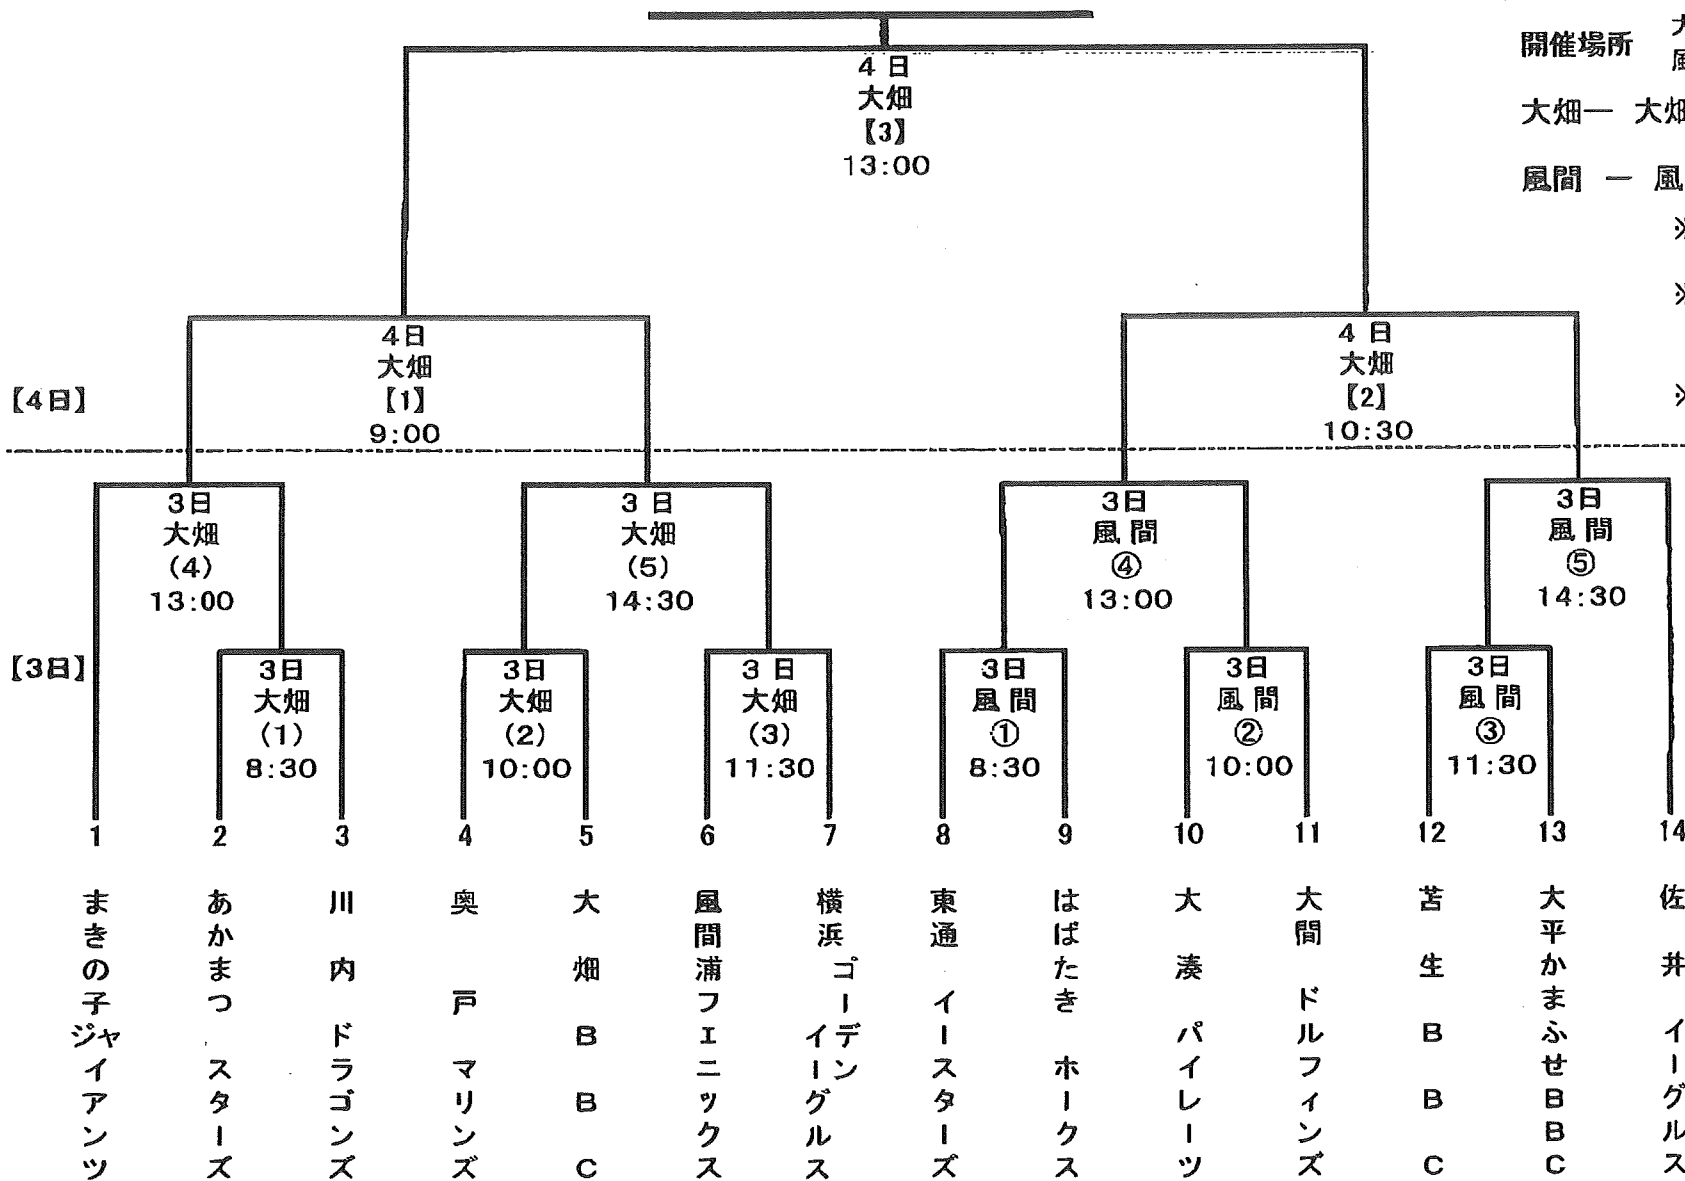 開催場所
大畑― 大畑
風間 ― 風
※
※
※
4日
大畑
【3】
13:00
【4日】
4日
大畑
【1】
9:00
4日
大畑
【2】
10:30
【3日】
3日
大畑
(4)
13:00
3日
大畑
(5)
14:30
3日
風間
④
13:00
3日
風間
⑤
14:30
3日
大畑
(1)
8:30
3日
大畑
(2)
10:00
3日
大畑
(3)
11:30
3日
風間
①
8:30
3日
風間
②
10:00
3日
風間
③
11:30
1
2
3
4
5
6
7
8
9
10
11
12
13
14
まきの子ジャイアンツ
あかまつ スターズ
川内 ドラゴンズ
奥戸 マリンズ
大畑 BBC
風間浦フェニックス
横浜ゴーデン
イーグルス
東通 イースターズ
はばたき ホークス
大湊 パイレーツ
大間 ドルフィンズ
苫生 BBC
大平かまふせBBC
佐井 イーグルス